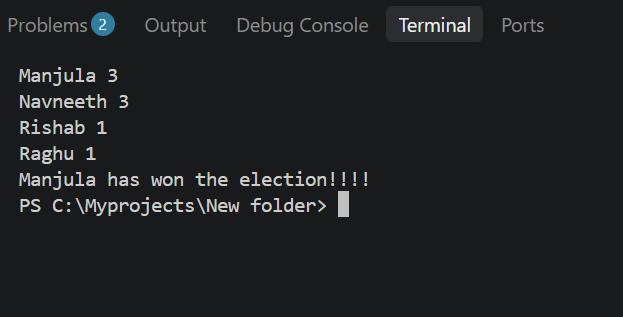 Problems 2 Output Debug Console Terminal Ports
Manjula 3
Navneeth 3
Rishab 1
Raghu 1
Manjula has won the election!!!!
PS C:\Myprojects\New folder>